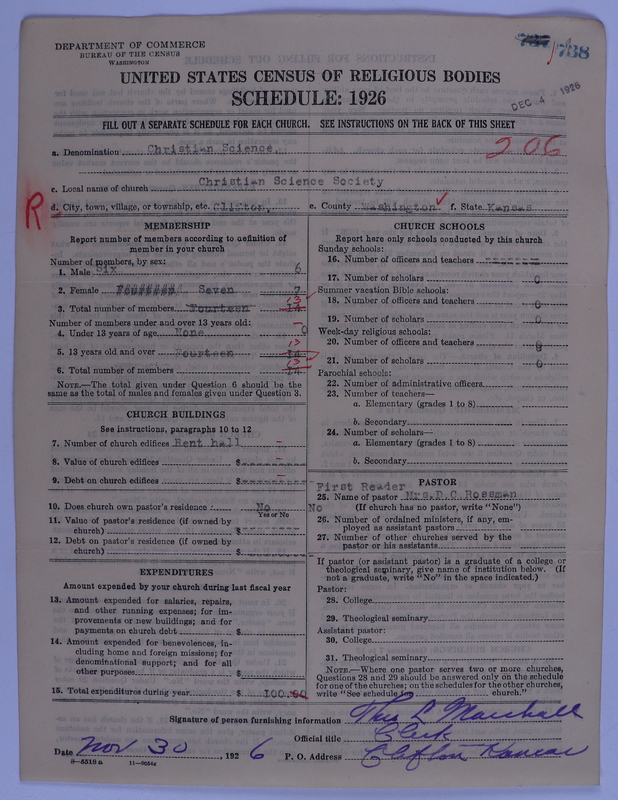 DEPARTMENT OF COMMERCE
BUREAU OF THE CENSUS
WASHINGTON
738
UNITED STATES CENSUS OF RELIGIOUS BODIES
SCHEDULE: 1926
DEC 4 1926
FILL OUT A SEPARATE SCHEDULE FOR EACH CHURCH. SEE INSTRUCTIONS ON THE BACK OF THIS SHEET
a. Denomination Christian Science.
206
c. Local name of church Christian Science Society
R
d. City, town, village, or township, etc. Clifton, e. County Washington f. State Kansas
MEMBERSHIP
Report number of members according to definition of
member in your church
Number of members, by sex:
1. Male Six 6
2. Female Seven 7
3. Total number of members Fourteen 14 13
Number of members under and over 13 years old:
4. Under 13 years of age None 0
5. 13 years old and over Fourteen 14 13
6. Total number of members 14 13
NOTE.—The total given under Question 6 should be the
same as the total of males and females given under Question 3.
CHURCH BUILDINGS
See instructions, paragraphs 10 to 12
7. Number of church edifices Rent hall
8. Value of church edifices $
9. Debt on church edifices $
10. Does church own pastor's residence? No
Yes or No
11. Value of pastor's residence (if owned by
church) $
12. Debt on pastor's residence (if owned by
church) $
EXPENDITURES
Amount expended by your church during last fiscal year
13. Amount expended for salaries, repairs,
and other running expenses; for im-
provements or new buildings; and for
payments on church debt $
14. Amount expended for benevolences, in-
cluding home and foreign missions; for
denominational support; and for all
other purposes $
15. Total expenditures during year $ 100.00
CHURCH SCHOOLS
Report here only schools conducted by this church
Sunday schools:
16. Number of officers and teachers
17. Number of scholars 0
Summer vacation Bible schools:
18. Number of officers and teachers 0
19. Number of scholars 0
Week-day religious schools:
20. Number of officers and teachers 0
21. Number of scholars 0
Parochial schools:
22. Number of administrative officers
23. Number of teachers—
a. Elementary (grades 1 to 8)
b. Secondary
24. Number of scholars—
a. Elementary (grades 1 to 8)
b. Secondary
PASTOR
First Reader
25. Name of pastor Mrs.D.C.Rossman
No (If church has no pastor, write "None")
26. Number of ordained ministers, if any, em-
ployed as assistant pastors
27. Number of other churches served by the
pastor or his assistants
If pastor (or assistant pastor) is a graduate of a college or
theological seminary, give name of institution below. (If
not a graduate, write "No" in the space indicated.)
Pastor:
28. College
29. Theological seminary
Assistant pastor:
30. College
31. Theological seminary
NOTE.—Where one pastor serves two or more churches,
Questions 28 and 29 should be answered only on the schedule
for one of the churches; on the schedules for the other churches,
write "See schedule church."
Signature of person furnishing information L Marshall
Official title Clerk
Date Nov 30, 1926 P. O. Address Clifton Kansas
8-5518 a 11-9054